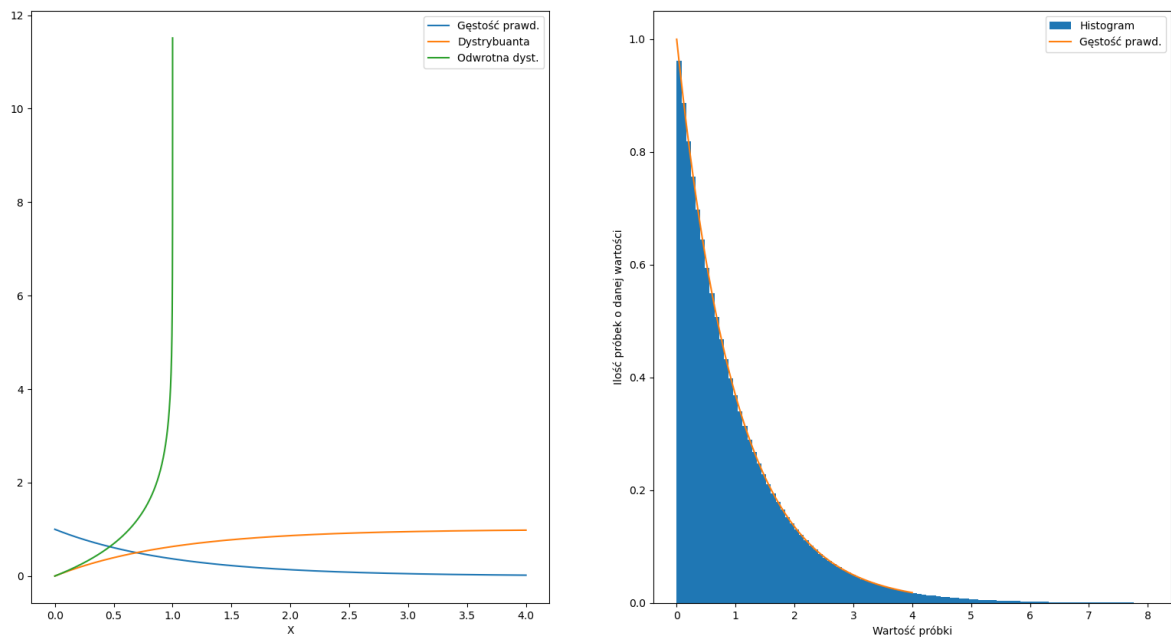 12
10
8
6
4
2
0
0.0 0.5 1.0 1.5 2.0 2.5 3.0 3.5 4.0
X
Gęstość prawd.
Dystrybuanta
Odwrotna dyst.
1.0
0.8
0.6
0.4
0.2
0.0
0 1 2 3 4 5 6 7 8
Wartość próbki
Ilość próbek o danej wartości
Histogram
Gęstość prawd.